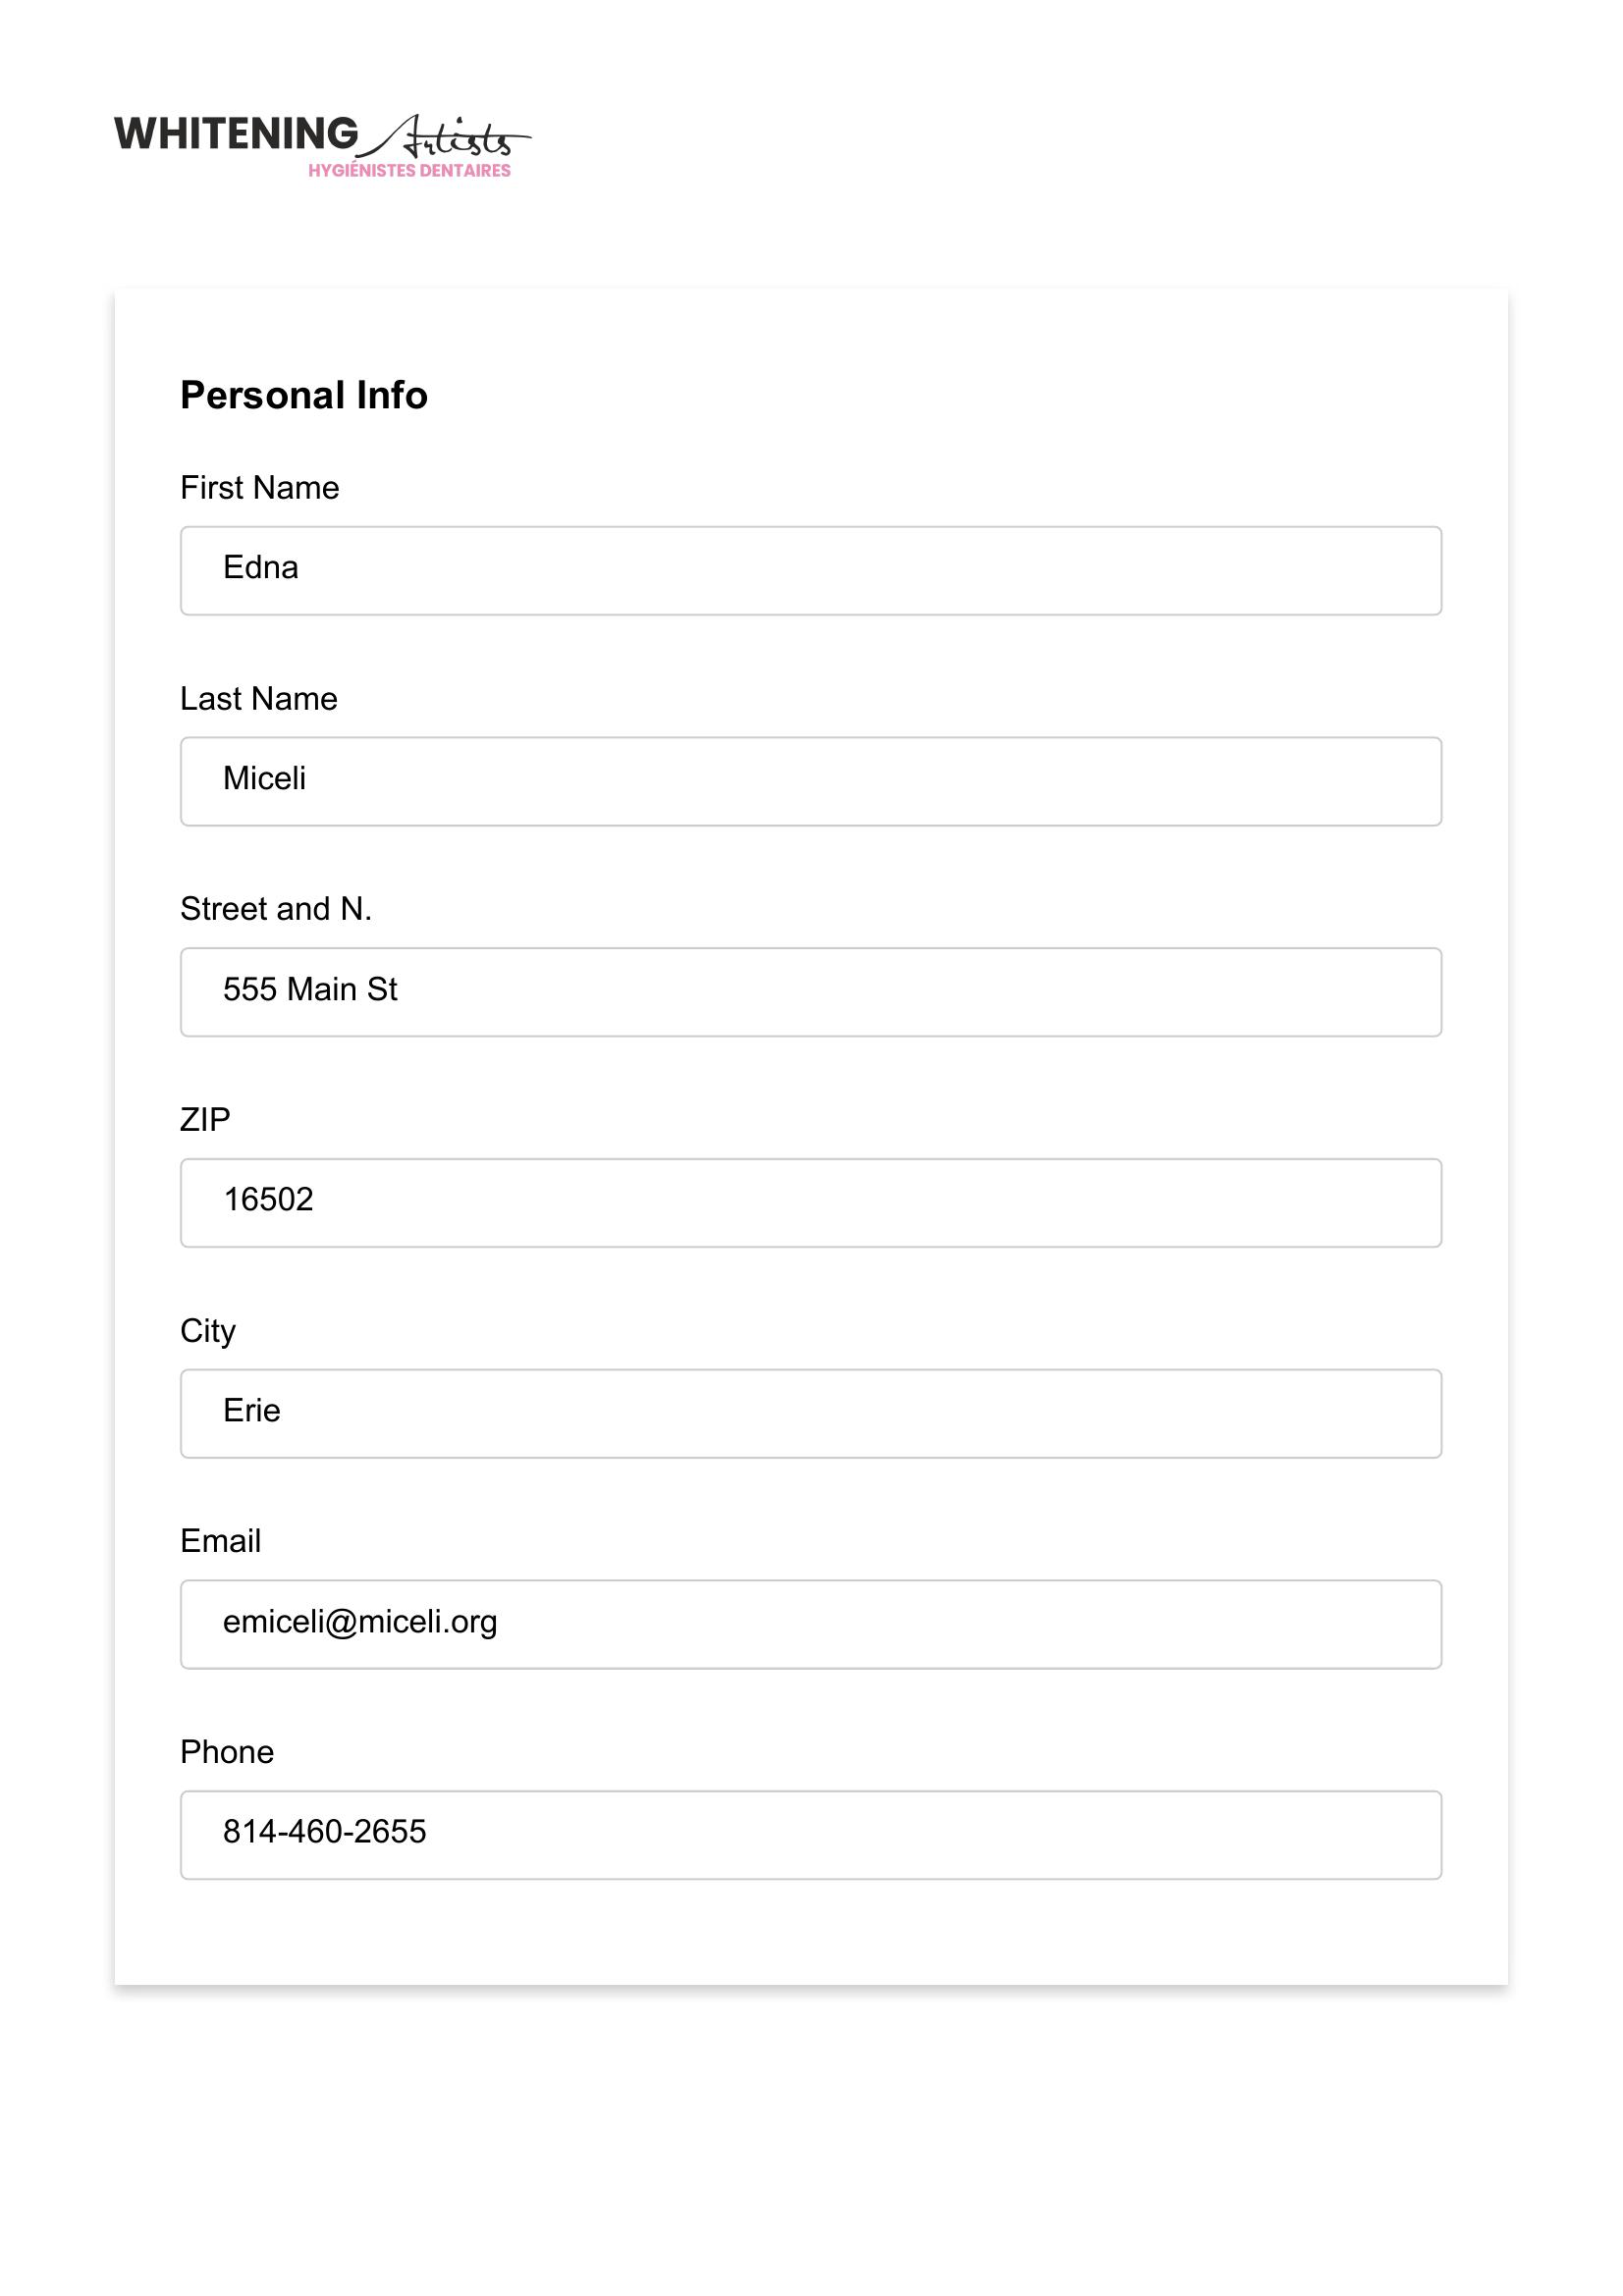 WHITENING Artists
HYGIÉNISTES DENTAIRES
Personal Info
First Name
Edna
Last Name
Miceli
Street and N.
555 Main St
ZIP
16502
City
Erie
Email
emiceli@miceli.org
Phone
814-460-2655